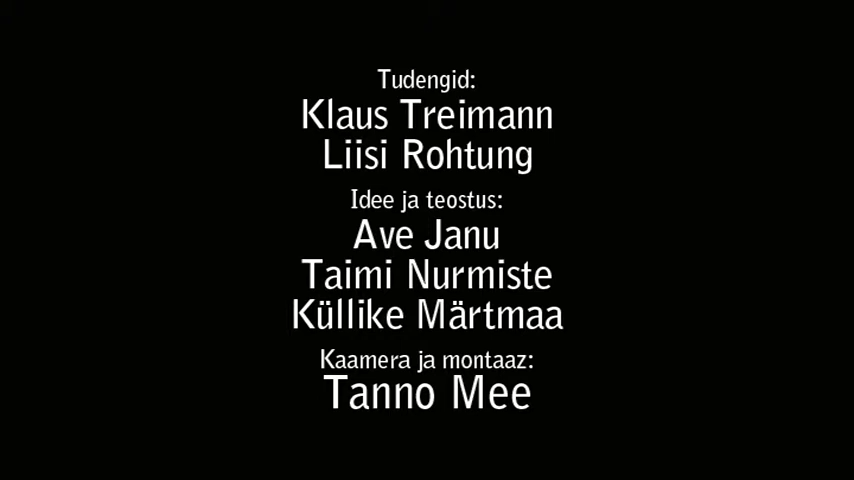 Tudengid:
Klaus Treimann
Liisi Rohtung
Idee ja teostus:
Ave Janu
Taimi Nurmiste
Küllike Märtmaa
Kaamera ja montaaz:
Tanno Mee